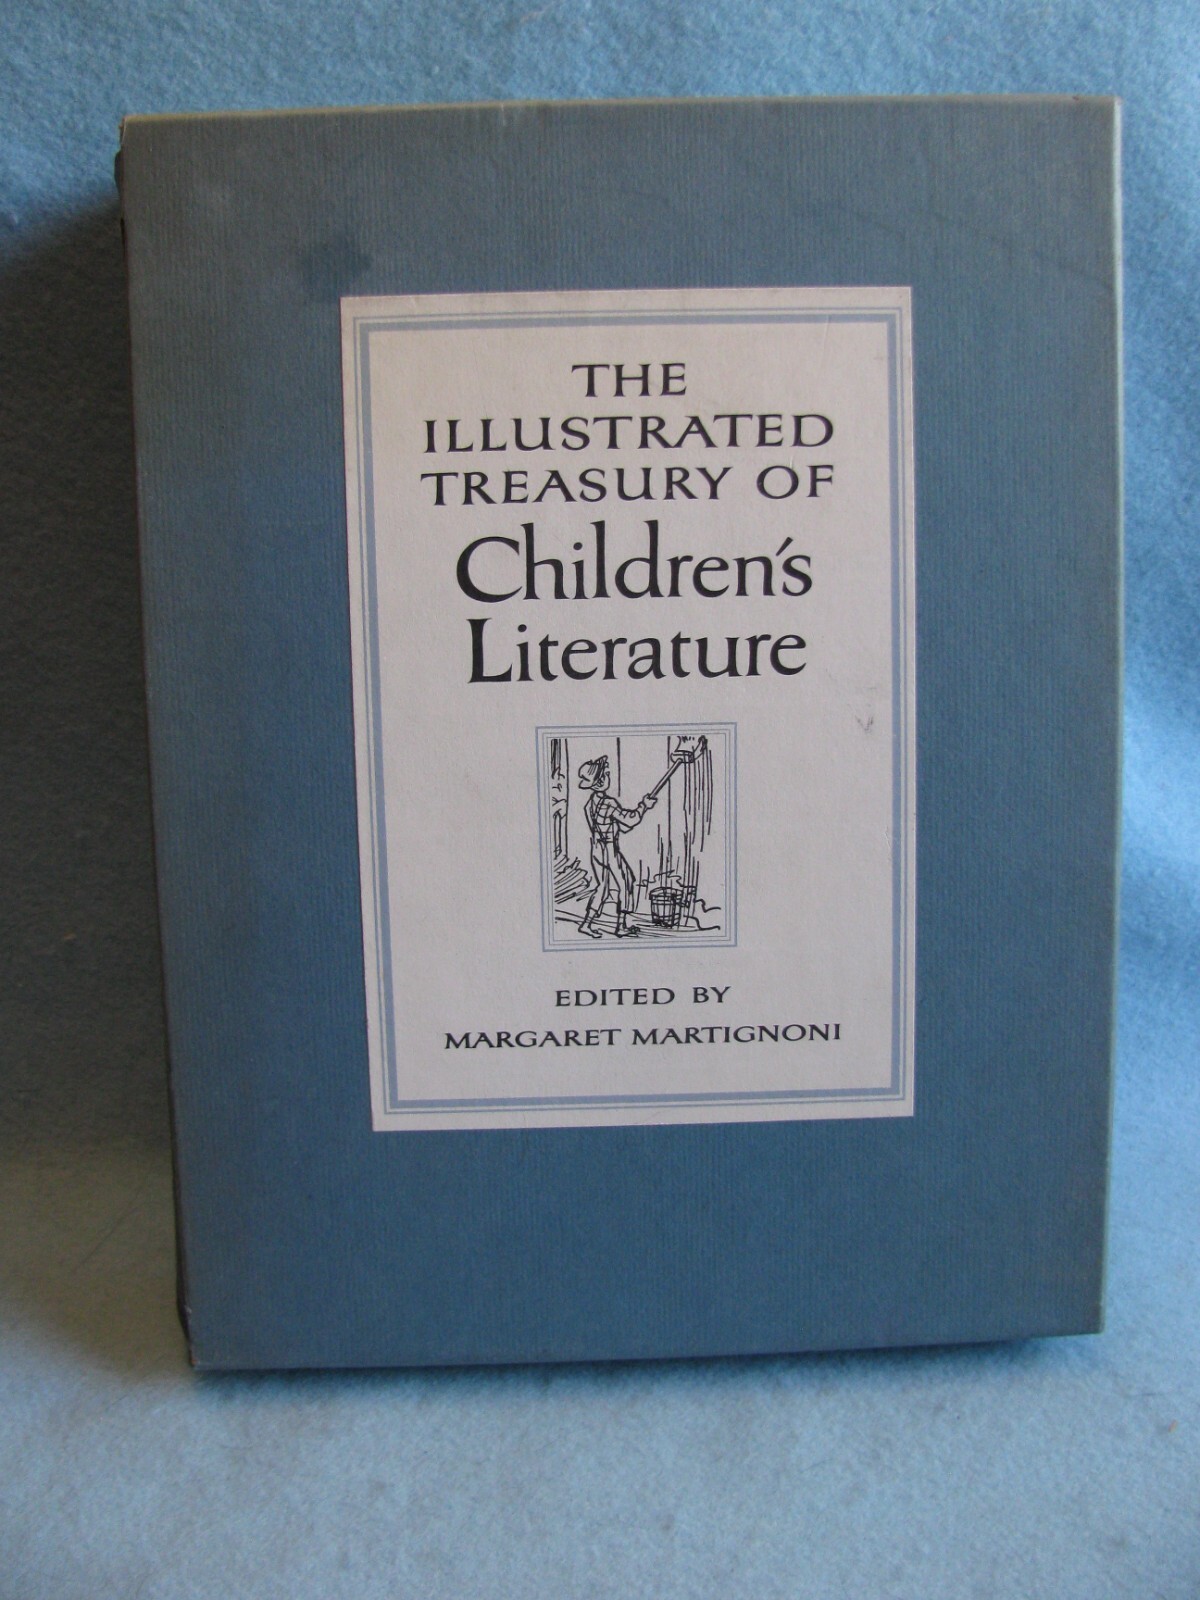 THE
ILLUSTRATED
TREASURY OF
Children's
Literature
EDITED BY
MARGARET MARTIGNONI